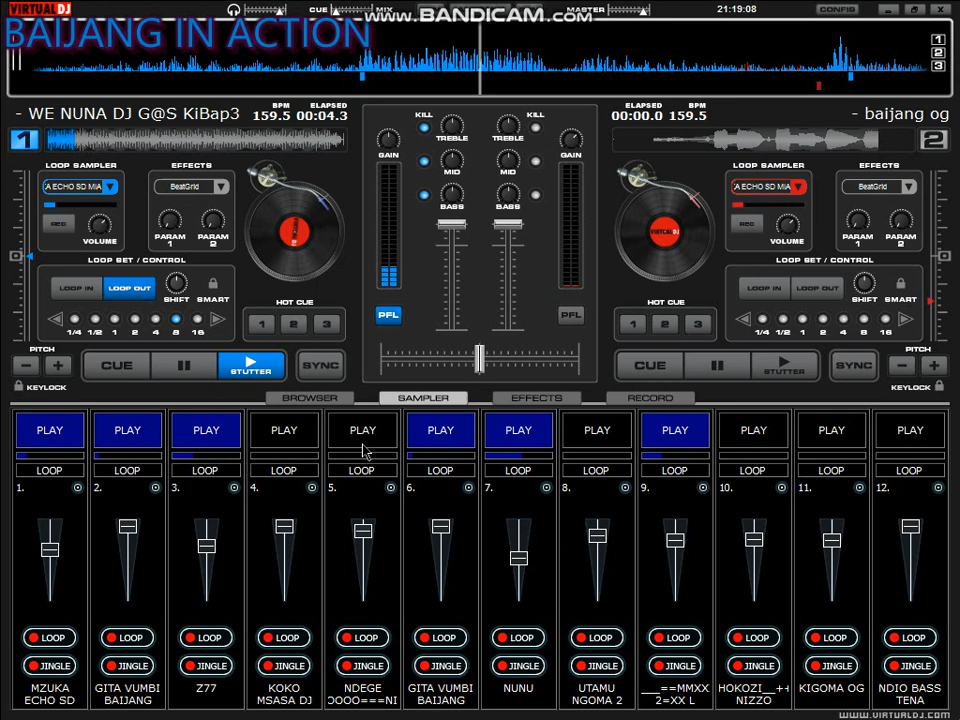 VIRTUAL DJ
CUE
MIX
www.BANDICAM.com
MASTER
21:19:08
CONFIG
BAIJANG IN ACTION
1
2
3
- WE NUNA DJ G@S KiBap3
BPM ELAPSED
159.5 00:04.3
ELAPSED BPM
00:00.0 159.5
- baijang og
1
2
KILL
TREBLE
GAIN
MID
BASS
PFL
KILL
TREBLE
GAIN
MID
BASS
PFL
LOOP SAMPLER
A ECHO SD MIA
REC
VOLUME
EFFECTS
BeatGrid
PARAM 1
PARAM 2
LOOP SET / CONTROL
LOOP IN
LOOP OUT
SHIFT
SMART
1/4 1/2 1 2 4 8 16
HOT CUE
1 2 3
LOOP SAMPLER
A ECHO SD MIA
REC
VOLUME
EFFECTS
BeatGrid
PARAM 1
PARAM 2
VIRTUAL DJ
LOOP SET / CONTROL
LOOP IN
LOOP OUT
SHIFT
SMART
1/4 1/2 1 2 4 8 16
HOT CUE
1 2 3
PITCH
CUE
STUTTER
SYNC
KEYLOCK
CUE
STUTTER
SYNC
PITCH
KEYLOCK
BROWSER
SAMPLER
EFFECTS
RECORD
PLAY PLAY PLAY PLAY PLAY PLAY PLAY PLAY PLAY PLAY PLAY PLAY
LOOP LOOP LOOP LOOP LOOP LOOP LOOP LOOP LOOP LOOP LOOP LOOP
1. 2. 3. 4. 5. 6. 7. 8. 9. 10. 11. 12.
LOOP LOOP LOOP LOOP LOOP LOOP LOOP LOOP LOOP LOOP LOOP LOOP
JINGLE JINGLE JINGLE JINGLE JINGLE JINGLE JINGLE JINGLE JINGLE JINGLE JINGLE JINGLE
MZUKA
ECHO SD
GITA VUMBI
BAIJANG
Z77
KOKO
MSASA DJ
NDEGE
OOOO===NI
GITA VUMBI
BAIJANG
NUNU
UTAMU
NGOMA 2
___==MMXX
2=XX L
HOKOZI__++
NIZZO
KIGOMA OG
NDIO BASS
TENA
www.VIRTUALDJ.com